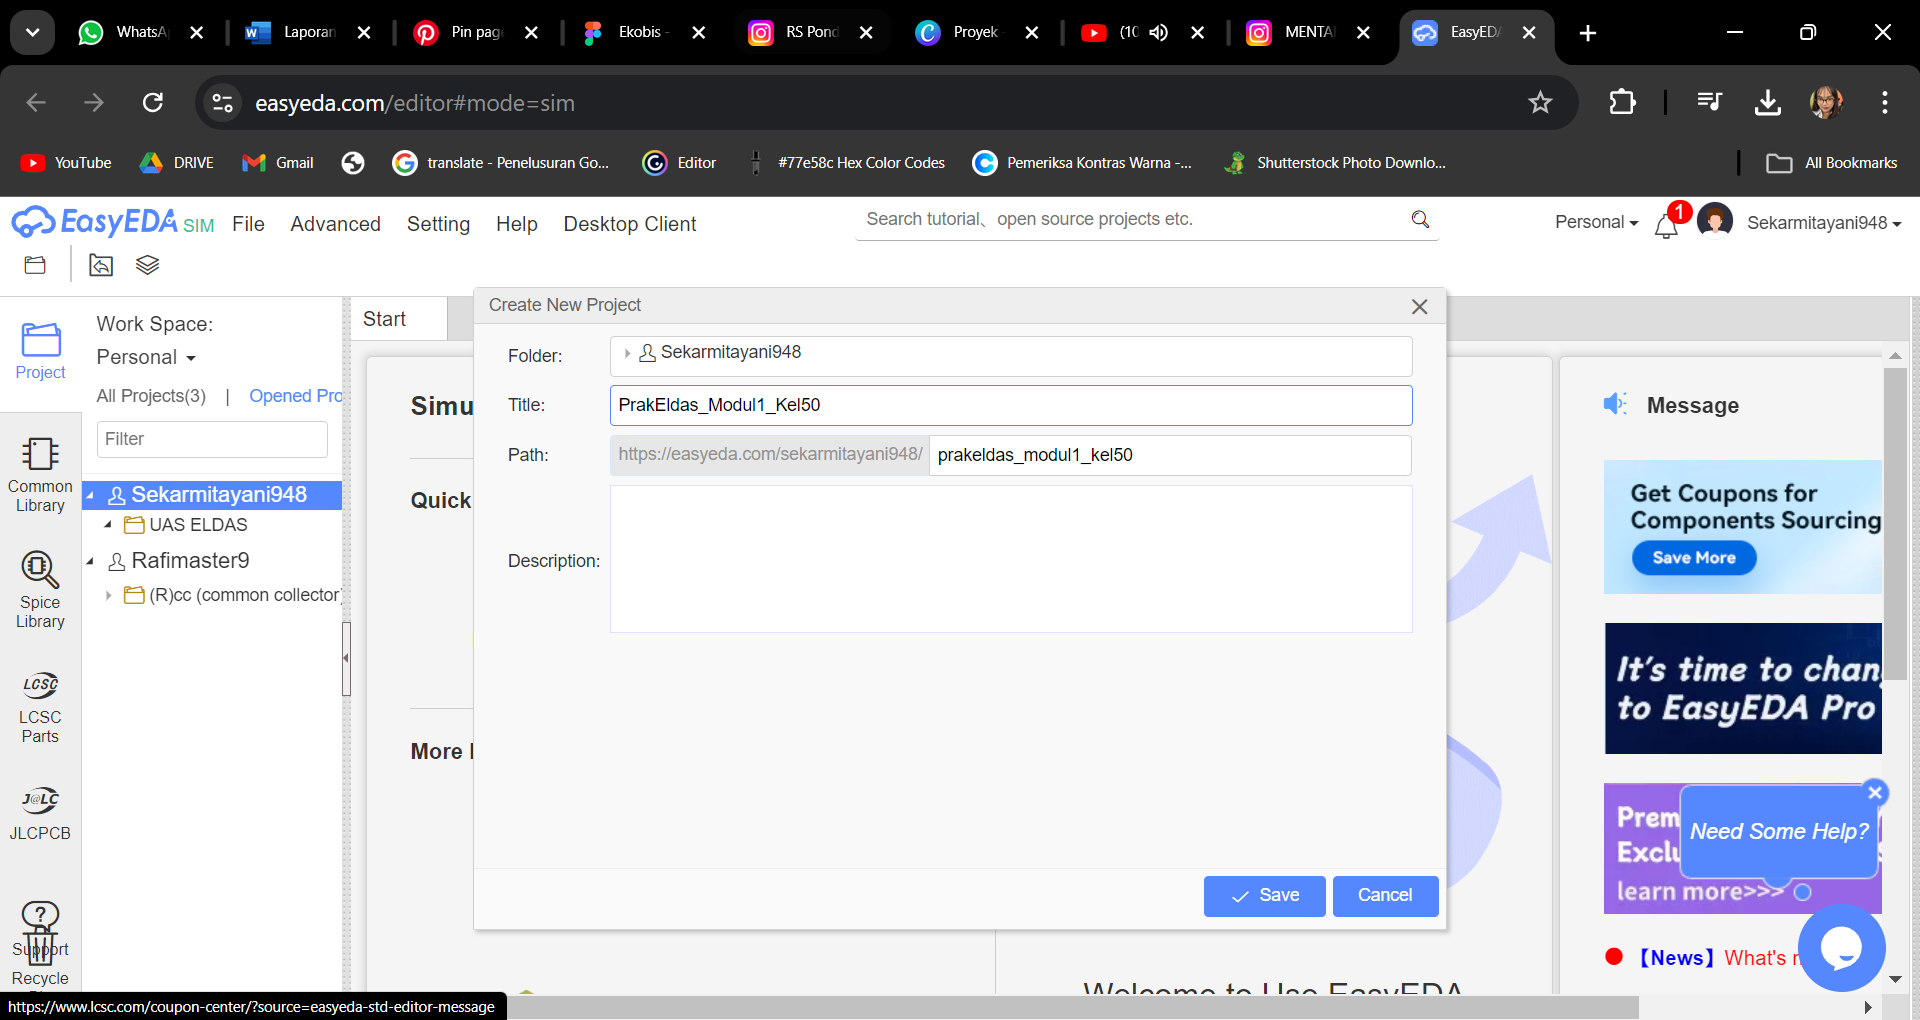 WhatsA
Laporan
Pin page
Ekobis -
RS Pond
Proyek
(10
MENTA
EasyEDA
easyeda.com/editor#mode=sim
YouTube
DRIVE
Gmail
translate - Penelusuran Go...
Editor
#77e58c Hex Color Codes
Pemeriksa Kontras Warna -...
Shutterstock Photo Downlo...
All Bookmarks
EasyEDA SIM
File
Advanced
Setting
Help
Desktop Client
Search tutorial、open source projects etc.
Personal
1
Sekarmitayani948
Project
Common
Library
Spice
Library
LCSC
LCSC
Parts
J@LC
JLCPCB
Support
Recycle
Work Space:
Personal
All Projects(3) | Opened Pro
Filter
Sekarmitayani948
UAS ELDAS
Rafimaster9
(R)cc (common collector)
Start
Simu
Quick
More
Create New Project
Folder:
Sekarmitayani948
Title:
PrakEldas_Modul1_Kel50
Path:
https://easyeda.com/sekarmitayani948/
prakeldas_modul1_kel50
Description:
Save
Cancel
Welcome to Use EasyEDA
Message
Get Coupons for
Components Sourcing
Save More
It's time to chan
to EasyEDA Pro
Prem
Exclu
learn more>>>
Need Some Help?
【News】What's
https://www.lcsc.com/coupon-center/?source=easyeda-std-editor-message